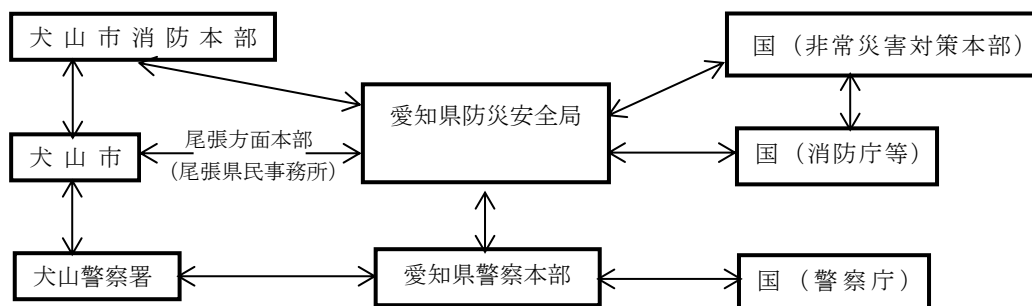 犬山市消防本部
国（非常災害対策本部）
愛知県防災安全局
犬山市
尾張方面本部
（尾張県民事務所）
国（消防庁等）
犬山警察署
愛知県警察本部
国（警察庁）